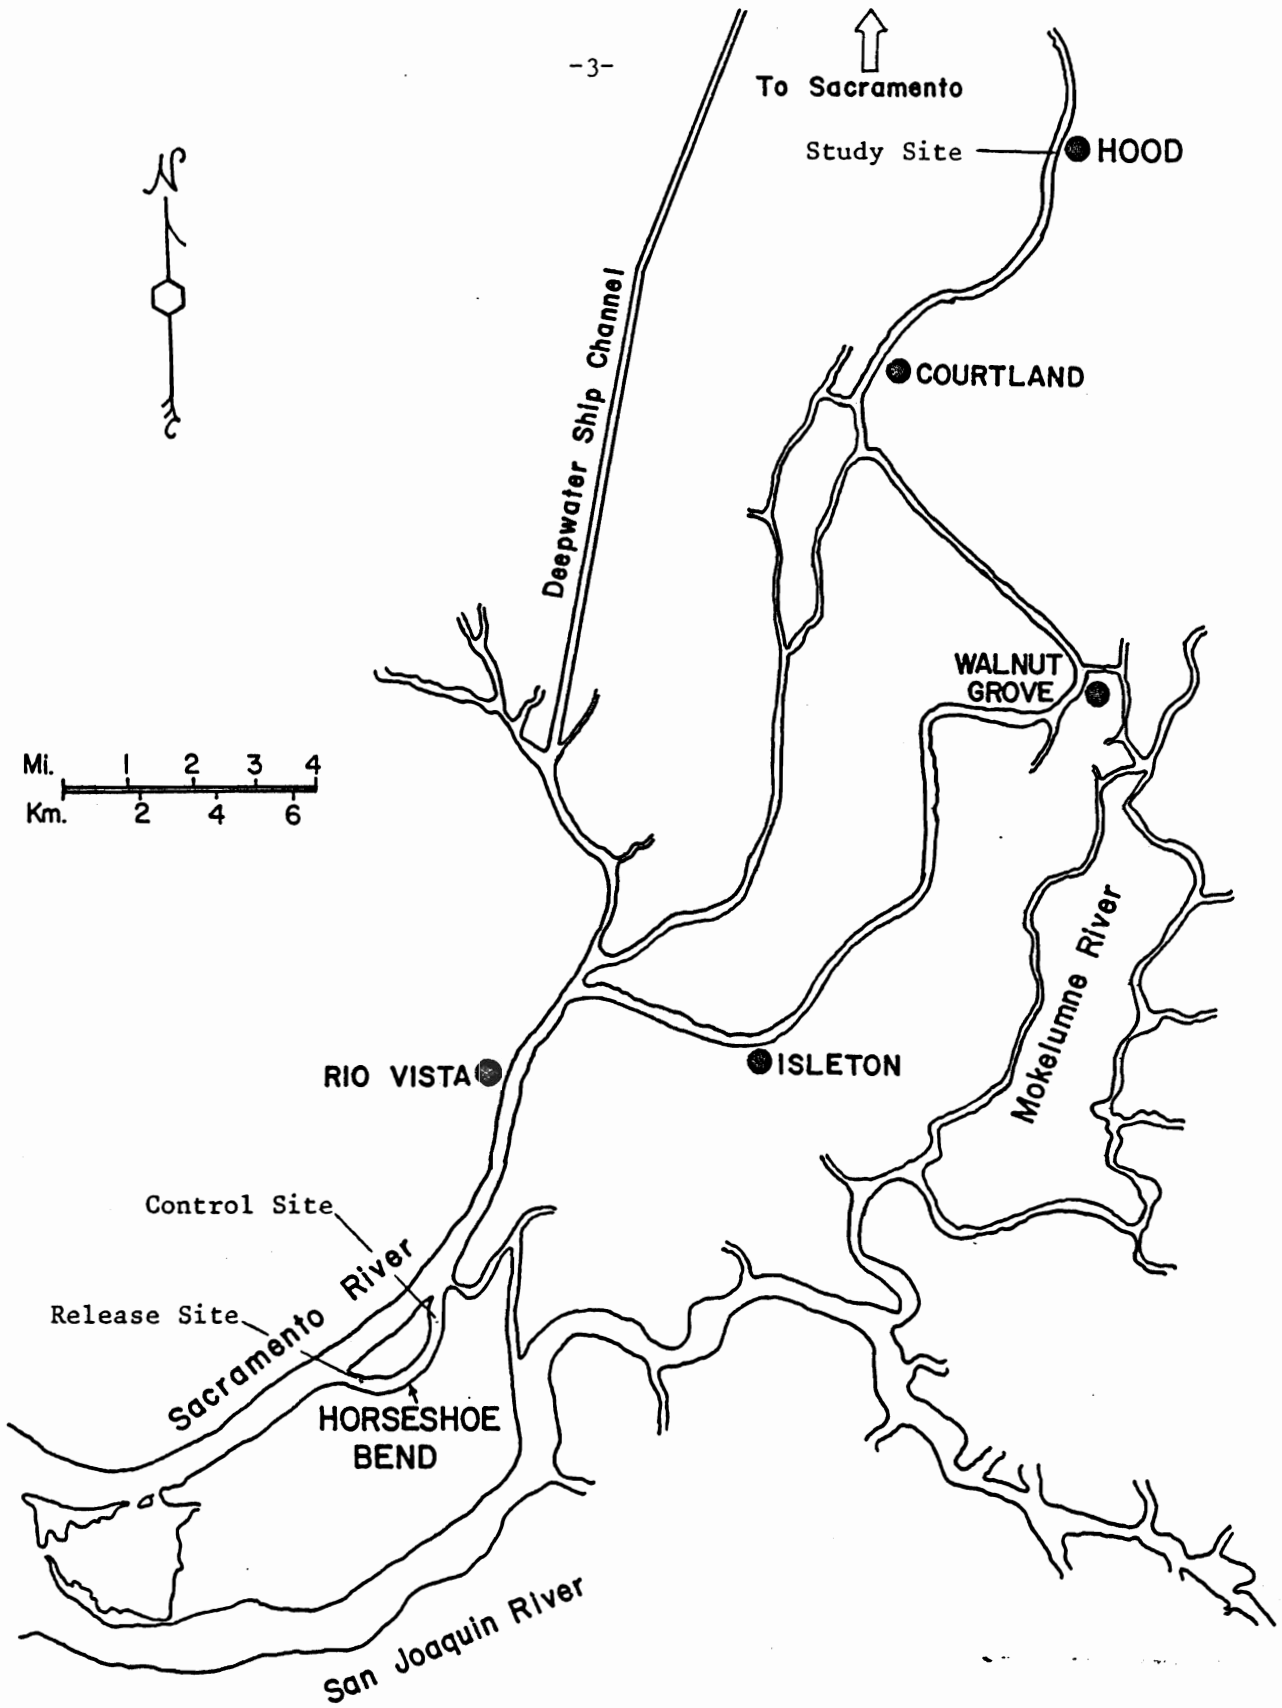 -3-
To Sacramento
Study Site
HOOD
N
Deepwater Ship Channel
COURTLAND
WALNUT
GROVE
Mi. 1 2 3 4
Km. 2 4 6
Mokelumne River
RIO VISTA
ISLETON
Control Site
Sacramento River
Release Site
HORSESHOE
BEND
San Joaquin River